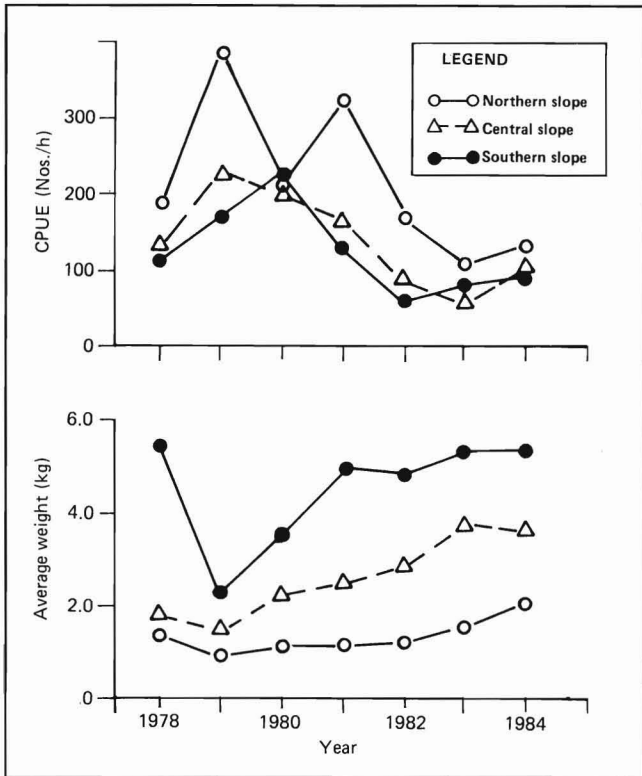 LEGEND
Northern slope
Central slope
Southern slope
CPUE (Nos./h)
300
200
100
0
Average weight (kg)
6.0
4.0
2.0
.0
1978 1980 1982 1984
Year